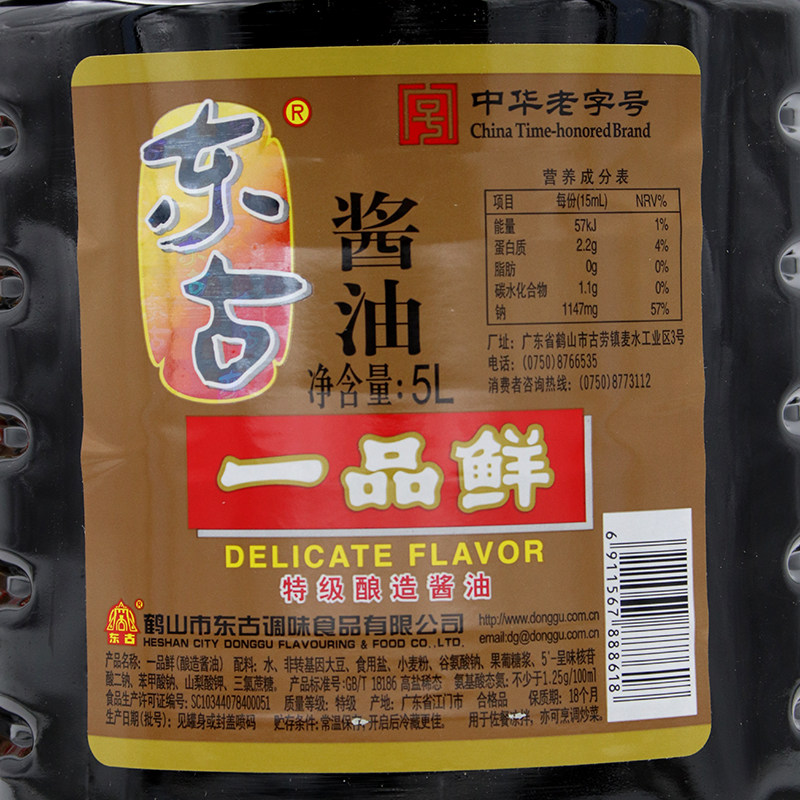 东古
®
中华老字号
China Time-honored Brand
酱油
净含量:5L
营养成分表
项目 每份(15mL) NRV%
能量 57kJ 1%
蛋白质 2.2g 4%
脂肪 0g 0%
碳水化合物 1.1g 0%
钠 1147mg 57%
厂址: 广东省鹤山市古劳镇麦水工业区3号
电话: (0750)8766535
消费者咨询热线: (0750)8773112
一品鲜
DELICATE FLAVOR
特级酿造酱油
东古
®
鹤山市东古调味食品有限公司
HESHAN CITY DONGGU FLAVOURING & FOOD CO.,LTD.
http://www.donggu.com.cn
email:dg@donggu.com.cn
产品名称: 一品鲜(酿造酱油) 配料: 水、非转基因大豆、食用盐、小麦粉、谷氨酸钠、果葡糖浆、5'-呈味核苷
酸二钠、苯甲酸钠、山梨酸钾、三氯蔗糖。 产品标准号:GB/T 18186 高盐稀态 氨基酸态氮: 不少于1.25g/100ml
食品生产许可证编号: SC10344078400051 质量等级: 特级 产地: 广东省江门市 合格品 保质期: 18个月
生产日期(批号): 见罐身或封盖喷码 贮存条件: 常温保存,开启后冷藏更佳。 用于佐餐凉拌, 亦可烹调炒菜。
6911567888618